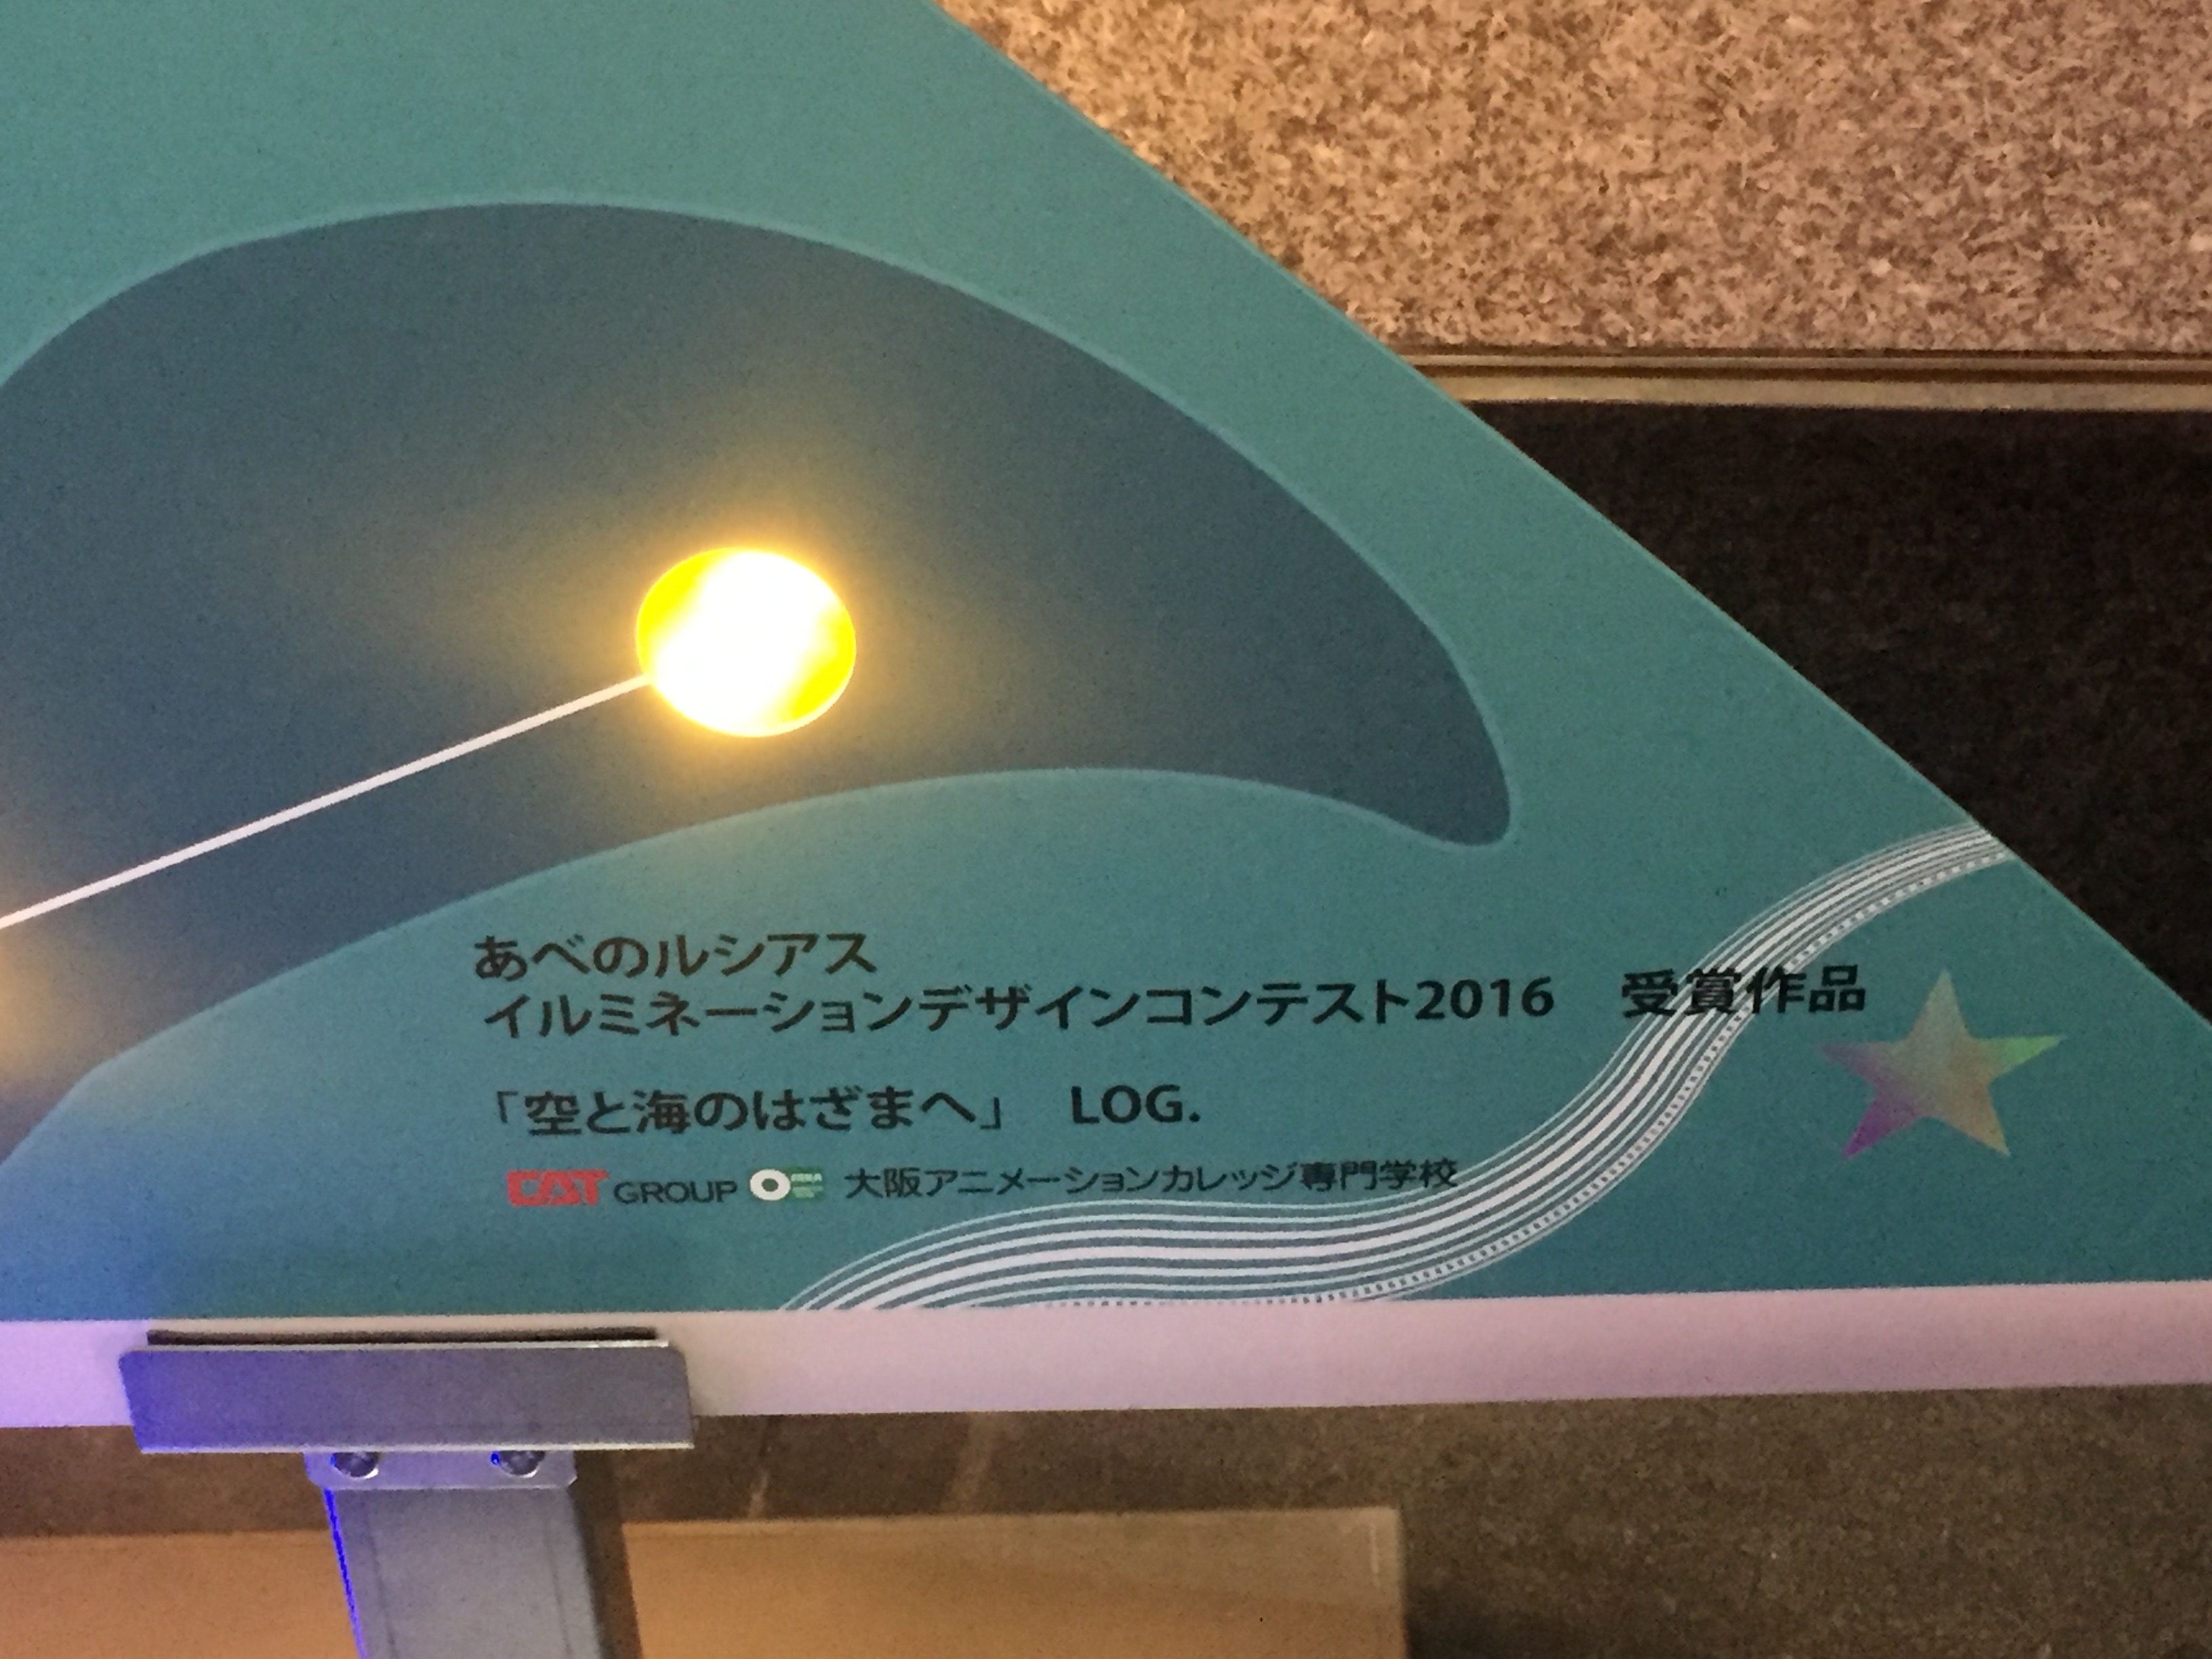 あべのルシアス
イルミネーションデザインコンテスト2016　受賞作品
「空と海のはざまへ」　LOG.
CAT GROUP 大阪アニメーションカレッジ専門学校